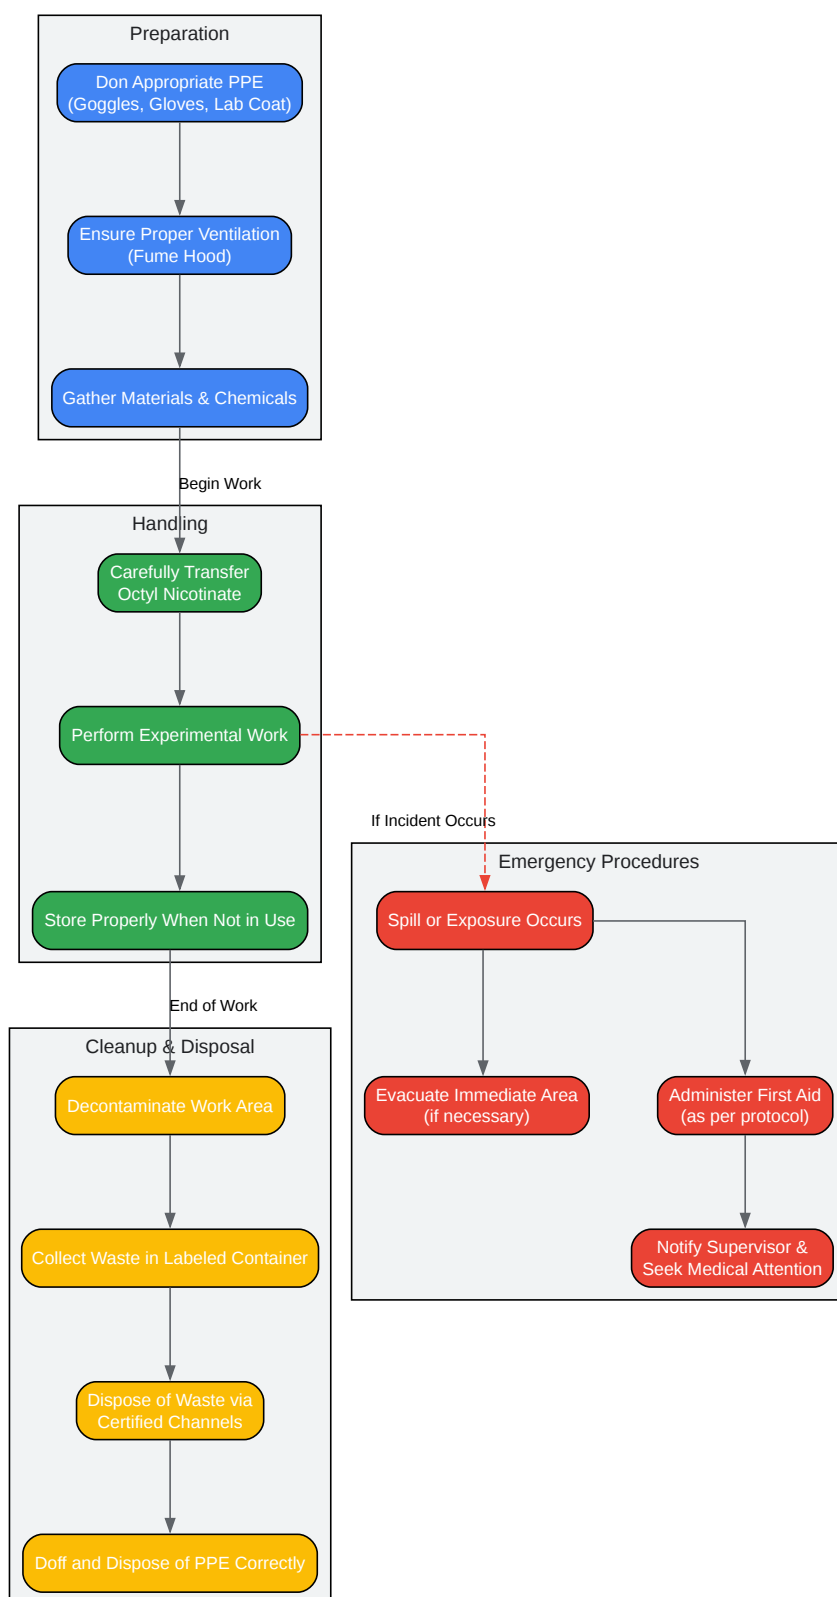 Preparation
Don Appropriate PPE
(Goggles, Gloves, Lab Coat)
Ensure Proper Ventilation
(Fume Hood)
Gather Materials & Chemicals
Begin Work
Handling
Carefully Transfer
Octyl Nicotinate
Perform Experimental Work
Store Properly When Not in Use
If Incident Occurs
Emergency Procedures
Spill or Exposure Occurs
Evacuate Immediate Area
(if necessary)
Administer First Aid
(as per protocol)
Notify Supervisor &
Seek Medical Attention
End of Work
Cleanup & Disposal
Decontaminate Work Area
Collect Waste in Labeled Container
Dispose of Waste via
Certified Channels
Doff and Dispose of PPE Correctly